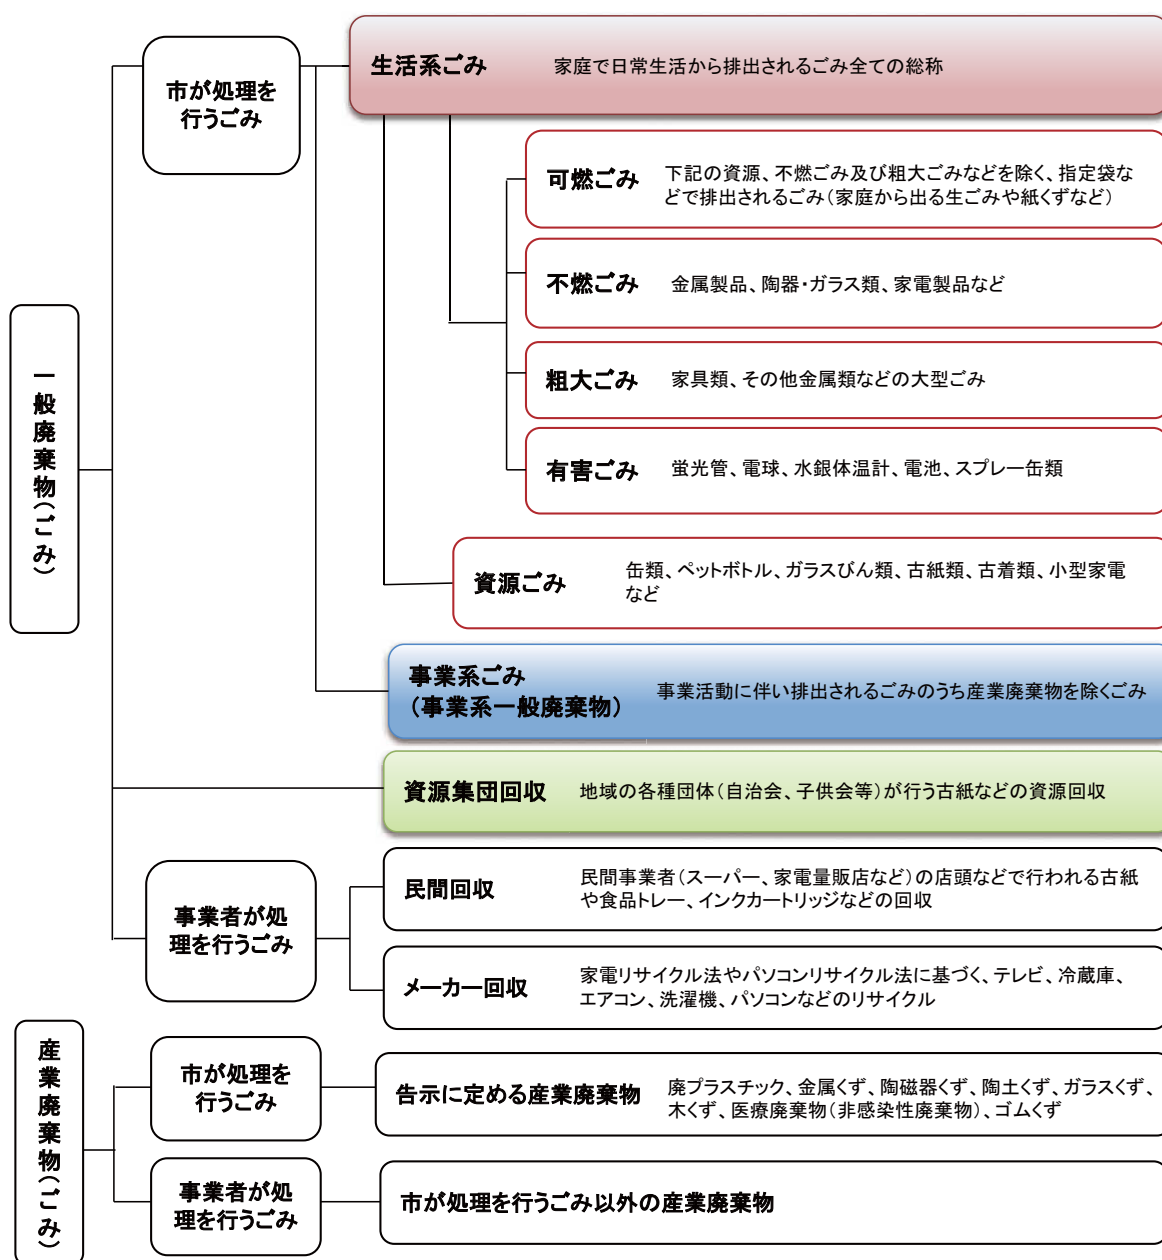 一般廃棄物（ごみ）
市が処理を
行うごみ
生活系ごみ　家庭で日常生活から排出されるごみ全ての総称
可燃ごみ　下記の資源、不燃ごみ及び粗大ごみなどを除く、指定袋な
どで排出されるごみ（家庭から出る生ごみや紙くずなど）
不燃ごみ　金属製品、陶器・ガラス類、家電製品など
粗大ごみ　家具類、その他金属類などの大型ごみ
有害ごみ　蛍光管、電球、水銀体温計、電池、スプレー缶類
資源ごみ　缶類、ペットボトル、ガラスびん類、古紙類、古着類、小型家電
など
事業系ごみ
（事業系一般廃棄物）　事業活動に伴い排出されるごみのうち産業廃棄物を除くごみ
資源集団回収　地域の各種団体（自治会、子供会等）が行う古紙などの資源回収
事業者が処
理を行うごみ
民間回収　民間事業者（スーパー、家電量販店など）の店頭などで行われる古紙
や食品トレー、インクカートリッジなどの回収
メーカー回収　家電リサイクル法やパソコンリサイクル法に基づく、テレビ、冷蔵庫、
エアコン、洗濯機、パソコンなどのリサイクル
産業廃棄物（ごみ）
市が処理を
行うごみ
告示に定める産業廃棄物　廃プラスチック、金属くず、陶磁器くず、陶土くず、ガラスくず、
木くず、医療廃棄物（非感染性廃棄物）、ゴムくず
事業者が処
理を行うごみ
市が処理を行うごみ以外の産業廃棄物